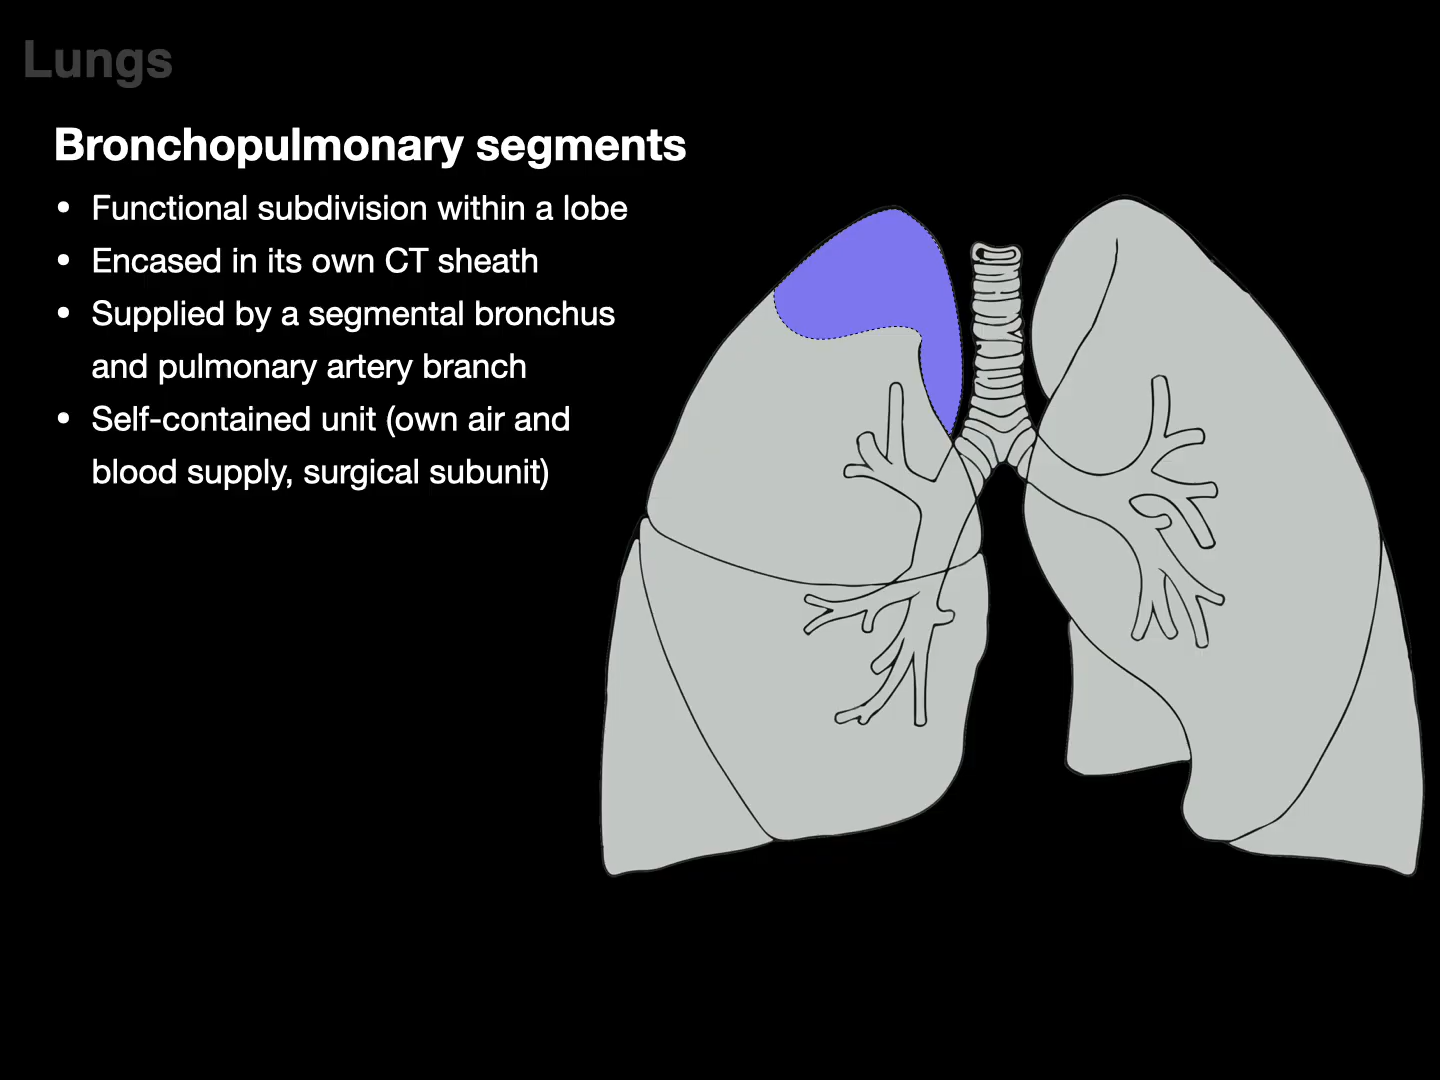 Lungs
Bronchopulmonary segments
• Functional subdivision within a lobe
• Encased in its own CT sheath
• Supplied by a segmental bronchus
and pulmonary artery branch
• Self-contained unit (own air and
blood supply, surgical subunit)